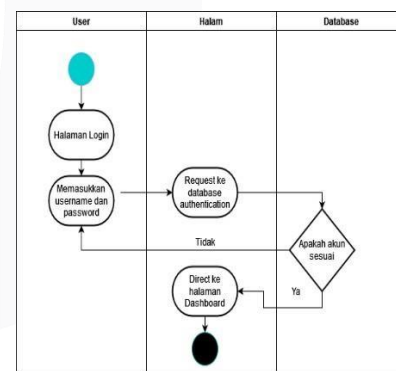 User
Halam
Database
Halaman Login
Memasukkan
username dan
password
Request ke
database
authentication
Apakah akun
sesuai
Tidak
Ya
Direct ke
halaman
Dashboard